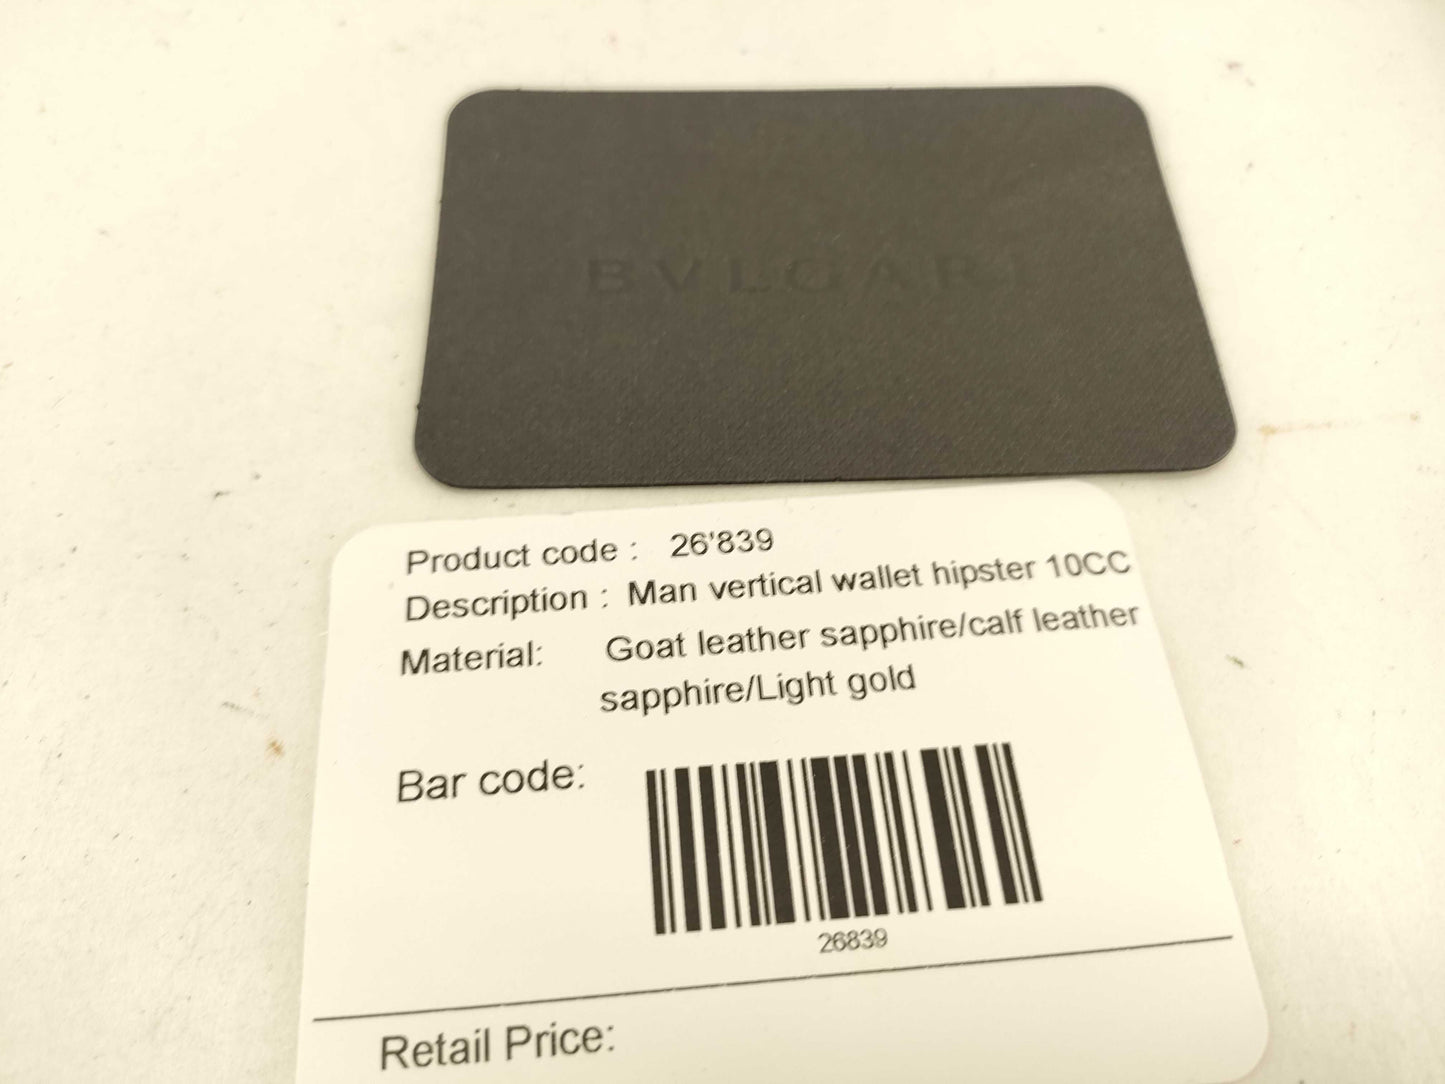 BVLGARI
Product code : 26'839
Description : Man vertical wallet hipster 10CC
Material: Goat leather sapphire/calf leather
sapphire/Light gold
Bar code:
26839
Retail Price: